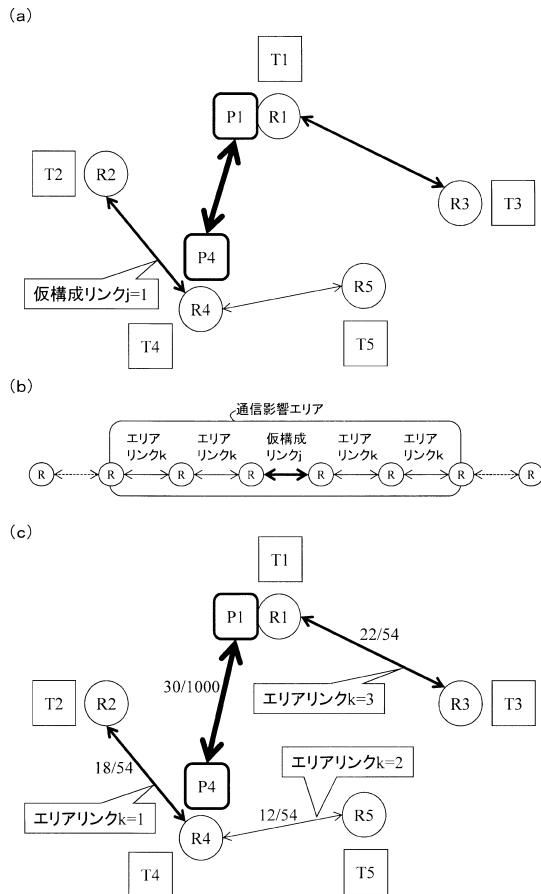 (a)
T1
P1
R1
T2
R2
R3
T3
P4
仮構成リンクj=1
R4
R5
T4
T5
(b)
通信影響エリア
エリア
リンクk
エリア
リンクk
仮構成
リンクj
エリア
リンクk
エリア
リンクk
R
R
R
R
R
R
R
R
(c)
T1
P1
R1
22/54
30/1000
エリアリンクk=3
T2
R2
R3
T3
18/54
エリアリンクk=2
P4
エリアリンクk=1
12/54
R4
R5
T4
T5